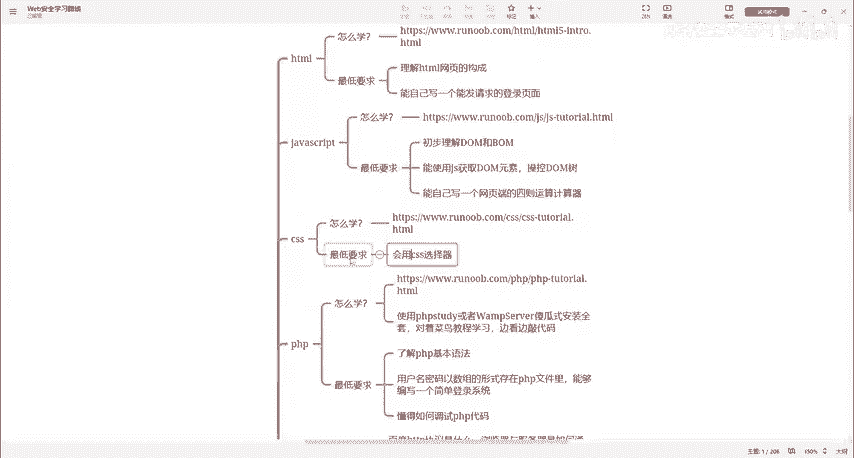 Web安全学习路线
已编辑
标记
插入
格式
html
怎么学?
https://www.runoob.com/html/html5-intro.
html
最低要求
理解html网页的构成
能自己写一个能发请求的登录页面
javascript
怎么学?
https://www.runoob.com/js/js-tutorial.html
最低要求
初步理解DOM和BOM
能使用js获取DOM元素，操控DOM树
能自己写一个网页端的四则运算计算器
css
怎么学?
https://www.runoob.com/css/css-tutorial.
html
最低要求
会用css选择器
php
怎么学?
https://www.runoob.com/php/php-tutorial.
html
使用phpstudy或者WampServer傻瓜式安装全
套，对着菜鸟教程学习，边看边敲代码
最低要求
了解php基本语法
用户名密码以数组的形式存在php文件里，能够
编写一个简单登录系统
懂得如何调试php代码
主题: 1 / 208
150%
大纲